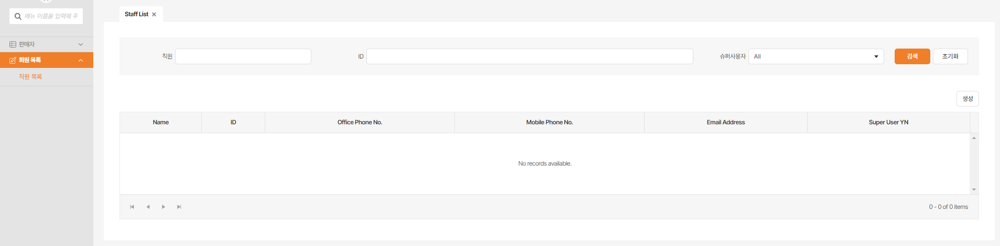 메뉴 이름을 입력해 주
판매자
회원 목록
직원 목록
Staff List
직원
ID
슈퍼사용자 All
검색
초기화
생성
Name ID Office Phone No. Mobile Phone No. Email Address Super User YN
No records available.
0 - 0 of 0 items